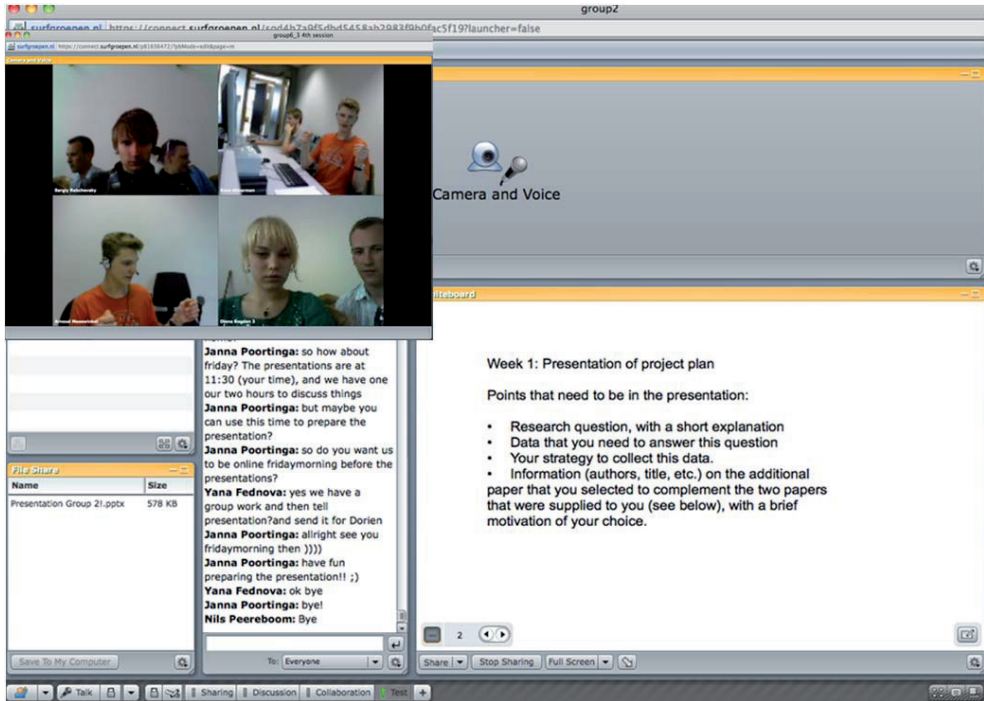 group2
surfgroepen.nl
group6_3 4th session
surfgroepen.nl
Camera and Voice
Camera and Voice
Whiteboard
Week 1: Presentation of project plan
Points that need to be in the presentation:
• Research question, with a short explanation
• Data that you need to answer this question
• Your strategy to collect this data.
• Information (authors, title, etc.) on the additional
paper that you selected to complement the two papers
that were supplied to you (see below), with a brief
motivation of your choice.
Janna Poortinga: so how about
friday? The presentations are at
11:30 (your time), and we have one
our two hours to discuss things
Janna Poortinga: but maybe you
can use this time to prepare the
presentation?
Janna Poortinga: so do you want us
to be online fridaymorning before the
presentations?
Yana Fednova: yes we have a
group work and then tell
presentation?and send it for Dorien
Janna Poortinga: allright see you
fridaymorning then ))))
Janna Poortinga: have fun
preparing the presentation!! ;)
Yana Fednova: ok bye
Janna Poortinga: bye!
Nils Peereboom: Bye
To: Everyone
File Share
Name Size
Presentation Group 2!.pptx 578 KB
Save To My Computer
2
Share Stop Sharing Full Screen
Talk Sharing Discussion Collaboration Test +